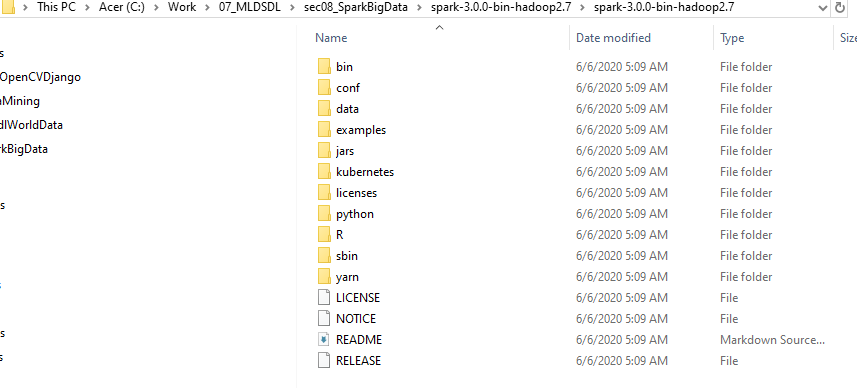 This PC > Acer (C:) > Work > 07_MLDSDL > sec08_SparkBigData > spark-3.0.0-bin-hadoop2.7 > spark-3.0.0-bin-hadoop2.7
Name Date modified Type Size
bin 6/6/2020 5:09 AM File folder
conf 6/6/2020 5:09 AM File folder
data 6/6/2020 5:09 AM File folder
examples 6/6/2020 5:09 AM File folder
jars 6/6/2020 5:09 AM File folder
kubernetes 6/6/2020 5:09 AM File folder
licenses 6/6/2020 5:09 AM File folder
python 6/6/2020 5:09 AM File folder
R 6/6/2020 5:09 AM File folder
sbin 6/6/2020 5:09 AM File folder
yarn 6/6/2020 5:09 AM File folder
LICENSE 6/6/2020 5:09 AM File
NOTICE 6/6/2020 5:09 AM File
README 6/6/2020 5:09 AM Markdown Source...
RELEASE 6/6/2020 5:09 AM File
s
OpenCVDjango
Mining
dlWorldData
rkBigData
s
s
s